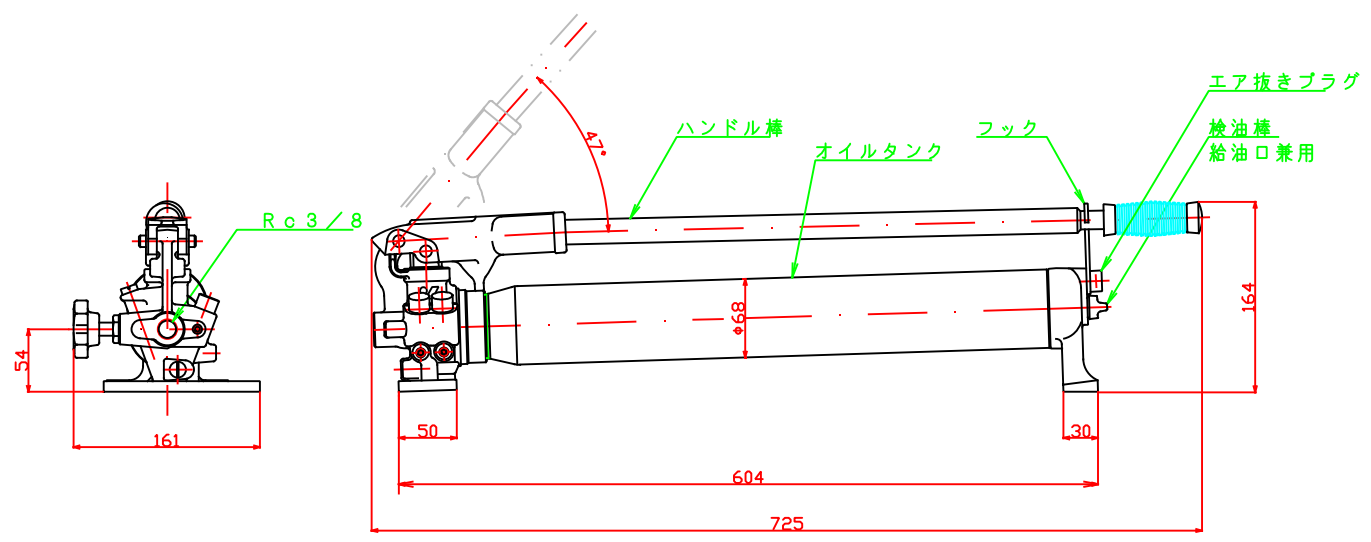 エア抜きプラグ
ハンドル棒
フック
検油棒
給油口兼用
オイルタンク
47°
Rc3/8
164
φ68
54
161
50
30
604
725